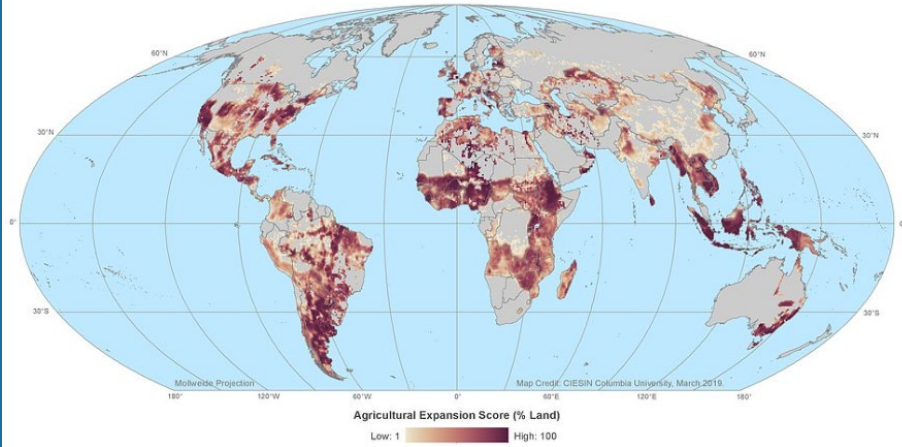 60°N
60°N
30°N
30°N
0°
30°S
30°S
Mollweide Projection
Map Credit: CIESIN Columbia University, March 2019.
180°
120°W
60°W
0°
60°E
120°E
180°
Agricultural Expansion Score (% Land)
Low: 1
High: 100